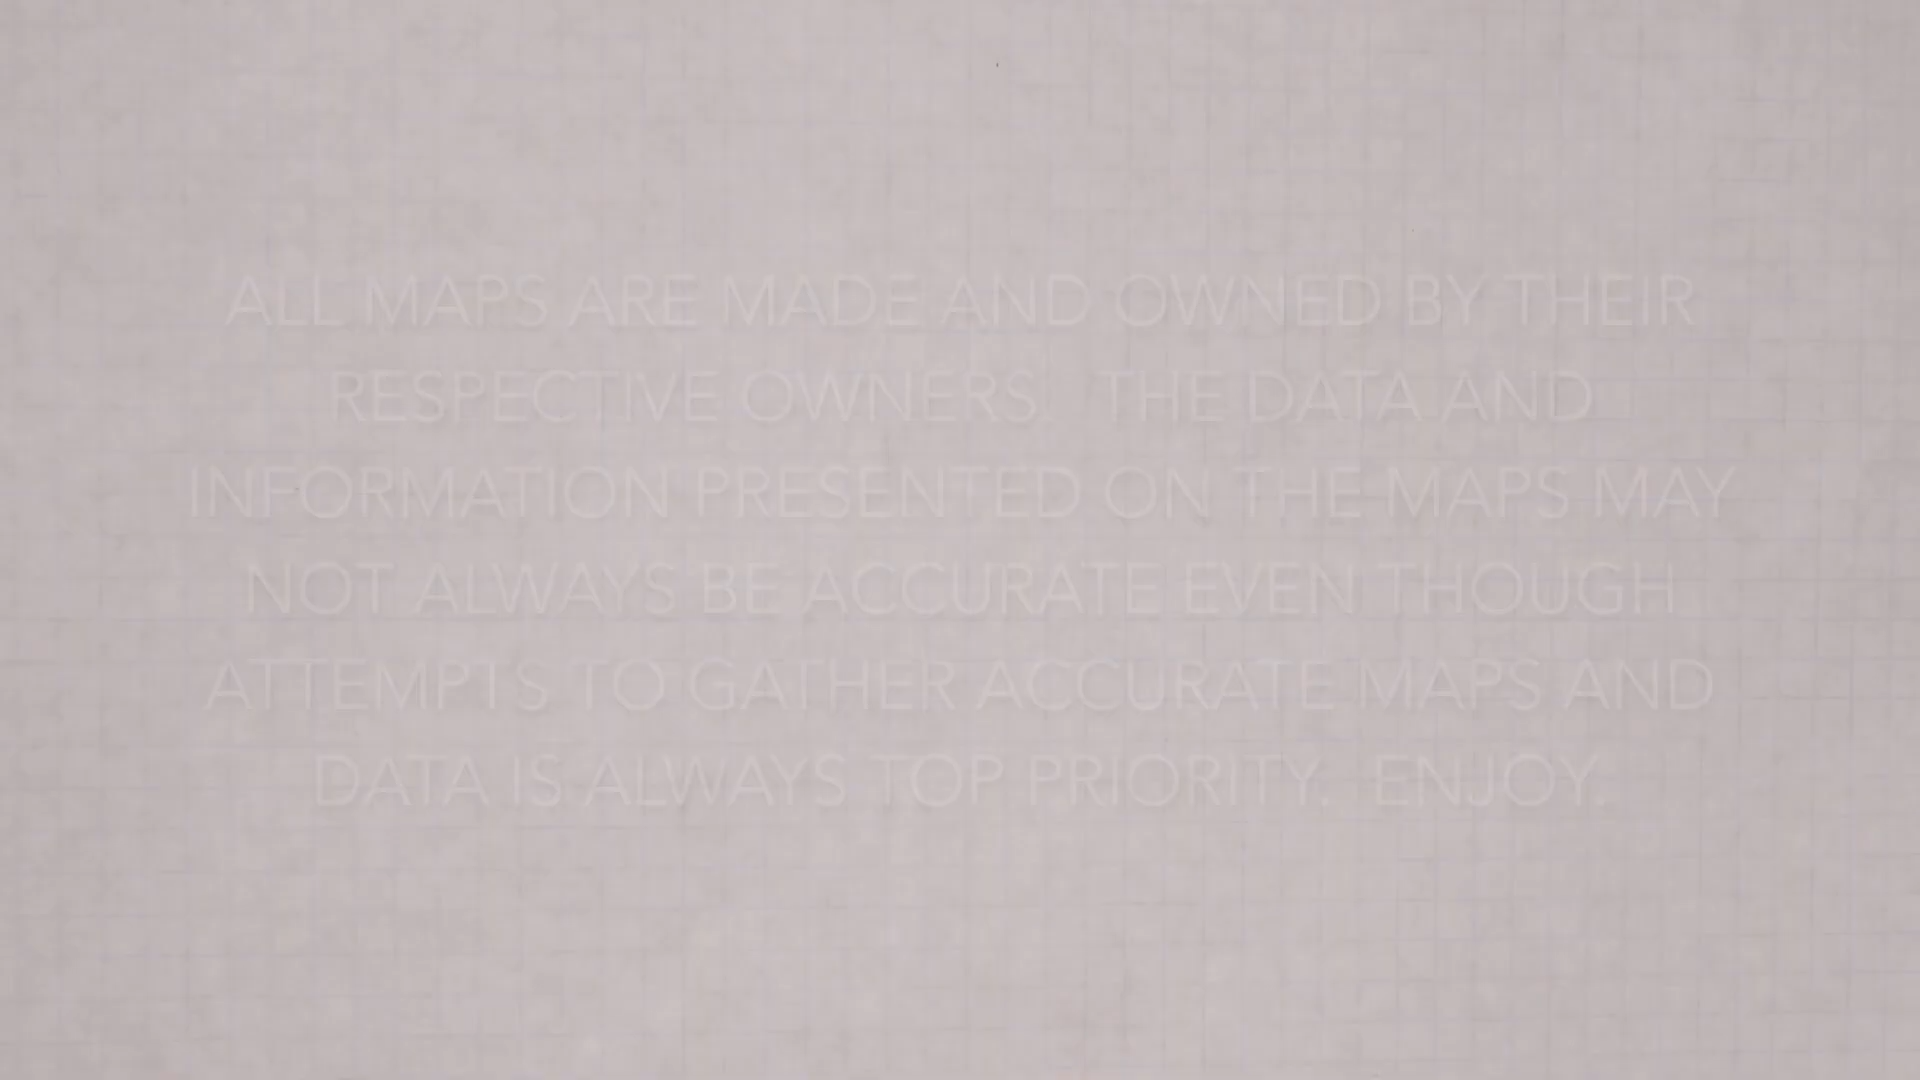 ALL MAPS ARE MADE AND OWNED BY THEIR
RESPECTIVE OWNERS. THE DATA AND
INFORMATION PRESENTED ON THE MAPS MAY
NOT ALWAYS BE ACCURATE EVEN THOUGH
ATTEMPTS TO GATHER ACCURATE MAPS AND
DATA IS ALWAYS TOP PRIORITY. ENJOY.